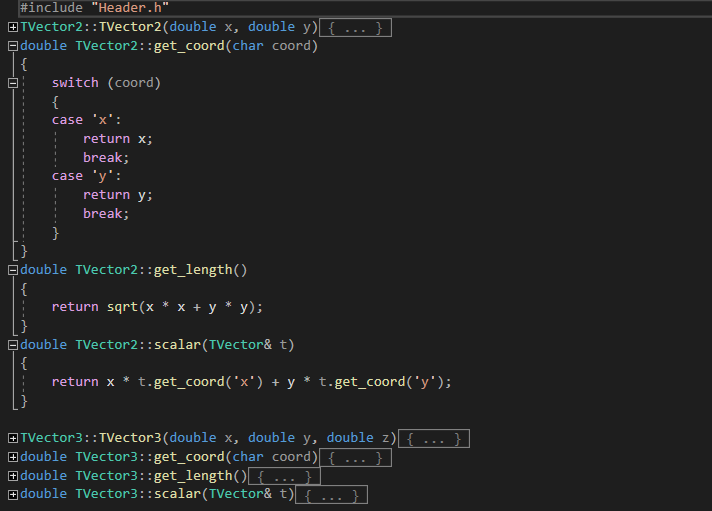 #include "Header.h"
TVector2::TVector2(double x, double y){ ... }
double TVector2::get_coord(char coord)
{
    switch (coord)
    {
    case 'x':
        return x;
        break;
    case 'y':
        return y;
        break;
    }
}
double TVector2::get_length()
{
    return sqrt(x * x + y * y);
}
double TVector2::scalar(TVector& t)
{
    return x * t.get_coord('x') + y * t.get_coord('y');
}
TVector3::TVector3(double x, double y, double z){ ... }
double TVector3::get_coord(char coord){ ... }
double TVector3::get_length(){ ... }
double TVector3::scalar(TVector& t){ ... }